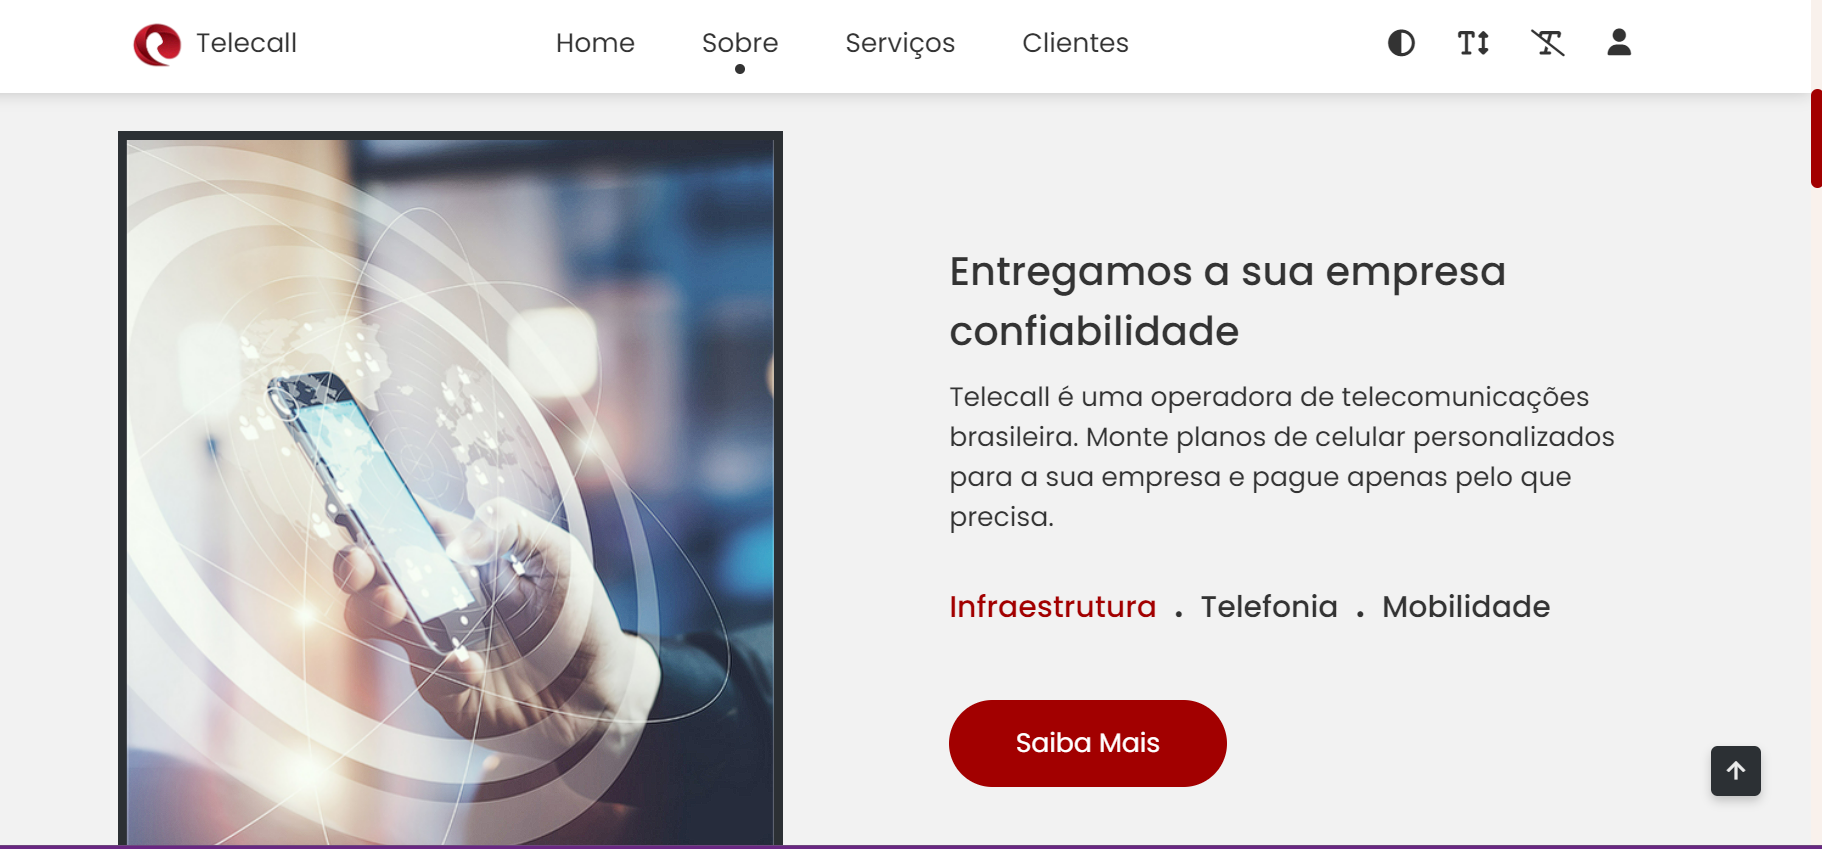 Telecall
Home Sobre Serviços Clientes
Entregamos a sua empresa
confiabilidade
Telecall é uma operadora de telecomunicações
brasileira. Monte planos de celular personalizados
para a sua empresa e pague apenas pelo que
precisa.
Infraestrutura . Telefonia . Mobilidade
Saiba Mais